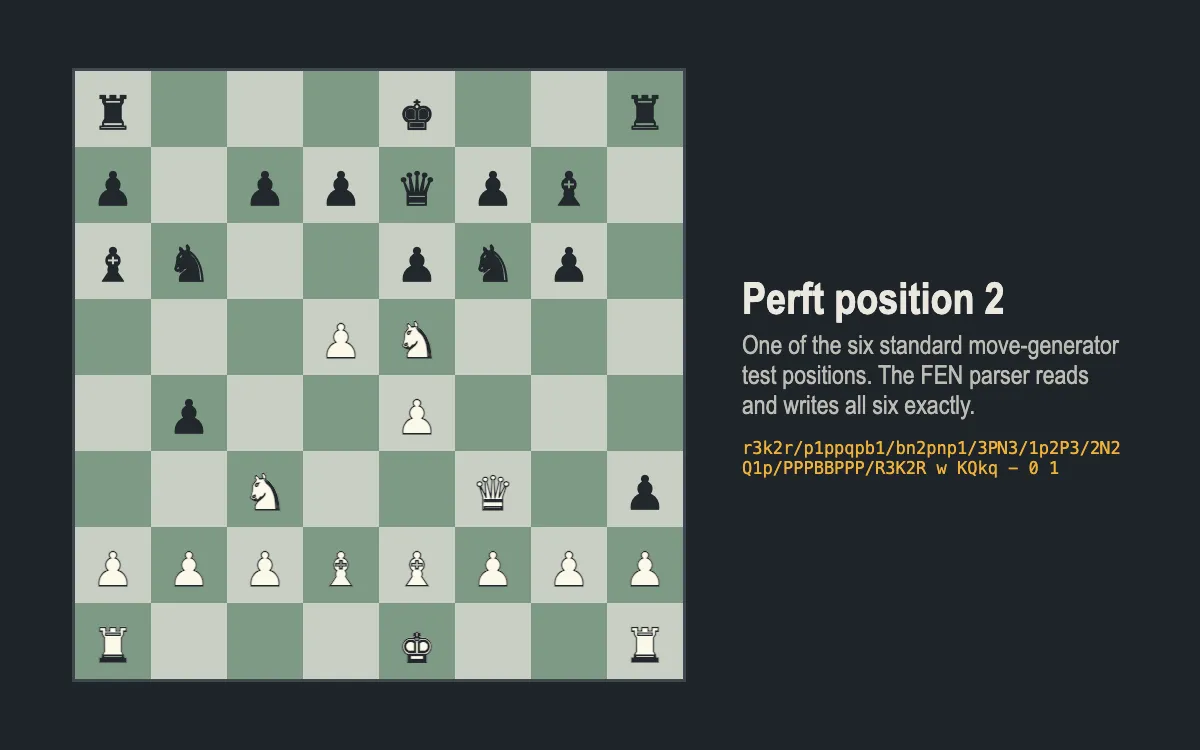 Perft position 2
One of the six standard move-generator
test positions. The FEN parser reads
and writes all six exactly.
r3k2r/p1ppqpb1/bn2pnp1/3PN3/1p2P3/2N2
Q1p/PPPBBPPP/R3K2R w KQkq – 0 1